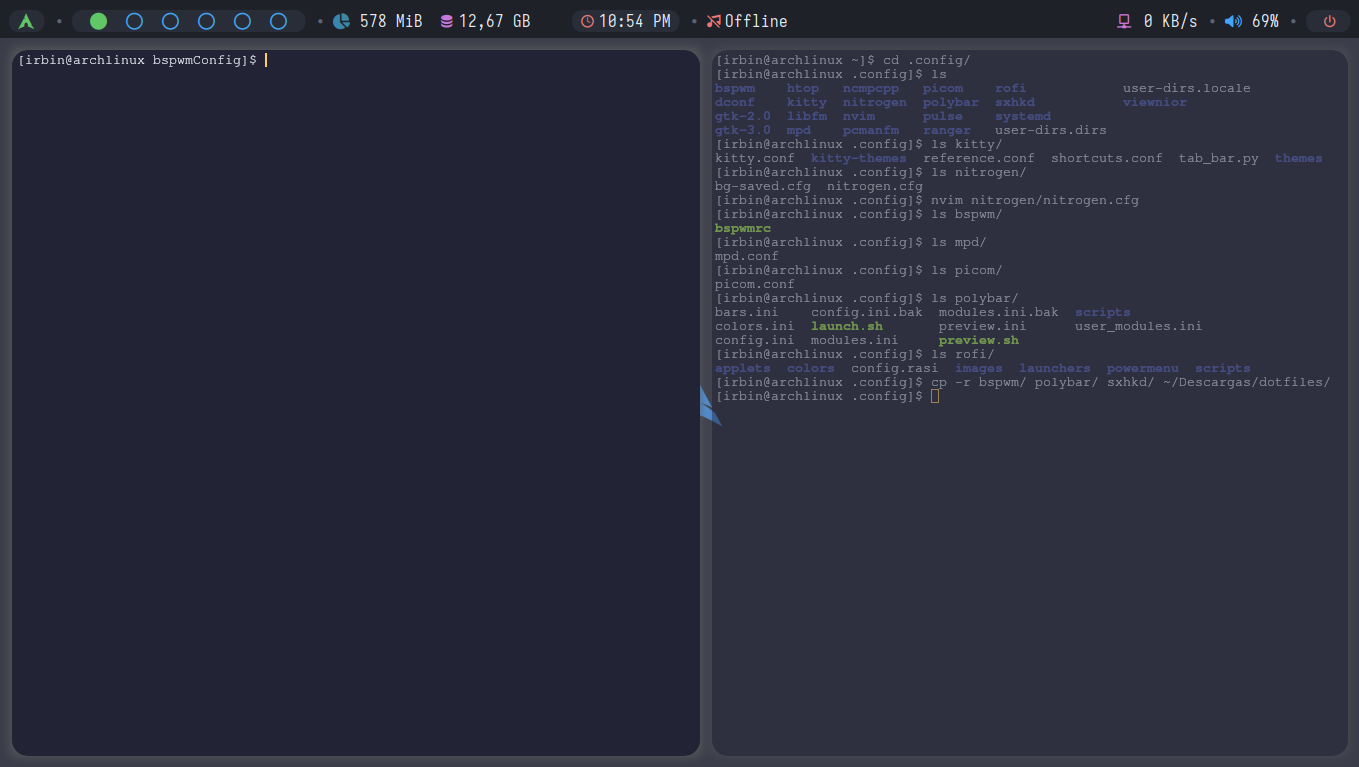 578 MiB 12,67 GB 10:54 PM Offline 0 KB/s 69%
[irbin@archlinux bspwmConfig]$
[irbin@archlinux ~]$ cd .config/
[irbin@archlinux .config]$ ls
bspwm htop ncmpcpp picom rofi user-dirs.locale
dconf kitty nitrogen polybar sxhkd viewnior
gtk-2.0 libfm nvim pulse systemd
gtk-3.0 mpd pcmanfm ranger user-dirs.dirs
[irbin@archlinux .config]$ ls kitty/
kitty.conf kitty-themes reference.conf shortcuts.conf tab_bar.py themes
[irbin@archlinux .config]$ ls nitrogen/
bg-saved.cfg nitrogen.cfg
[irbin@archlinux .config]$ nvim nitrogen/nitrogen.cfg
[irbin@archlinux .config]$ ls bspwm/
bspwmrc
[irbin@archlinux .config]$ ls mpd/
mpd.conf
[irbin@archlinux .config]$ ls picom/
picom.conf
[irbin@archlinux .config]$ ls polybar/
bars.ini config.ini.bak modules.ini.bak scripts
colors.ini launch.sh preview.ini user_modules.ini
config.ini modules.ini preview.sh
[irbin@archlinux .config]$ ls rofi/
applets colors config.rasi images launchers powermenu scripts
[irbin@archlinux .config]$ cp -r bspwm/ polybar/ sxhkd/ ~/Descargas/dotfiles/
[irbin@archlinux .config]$